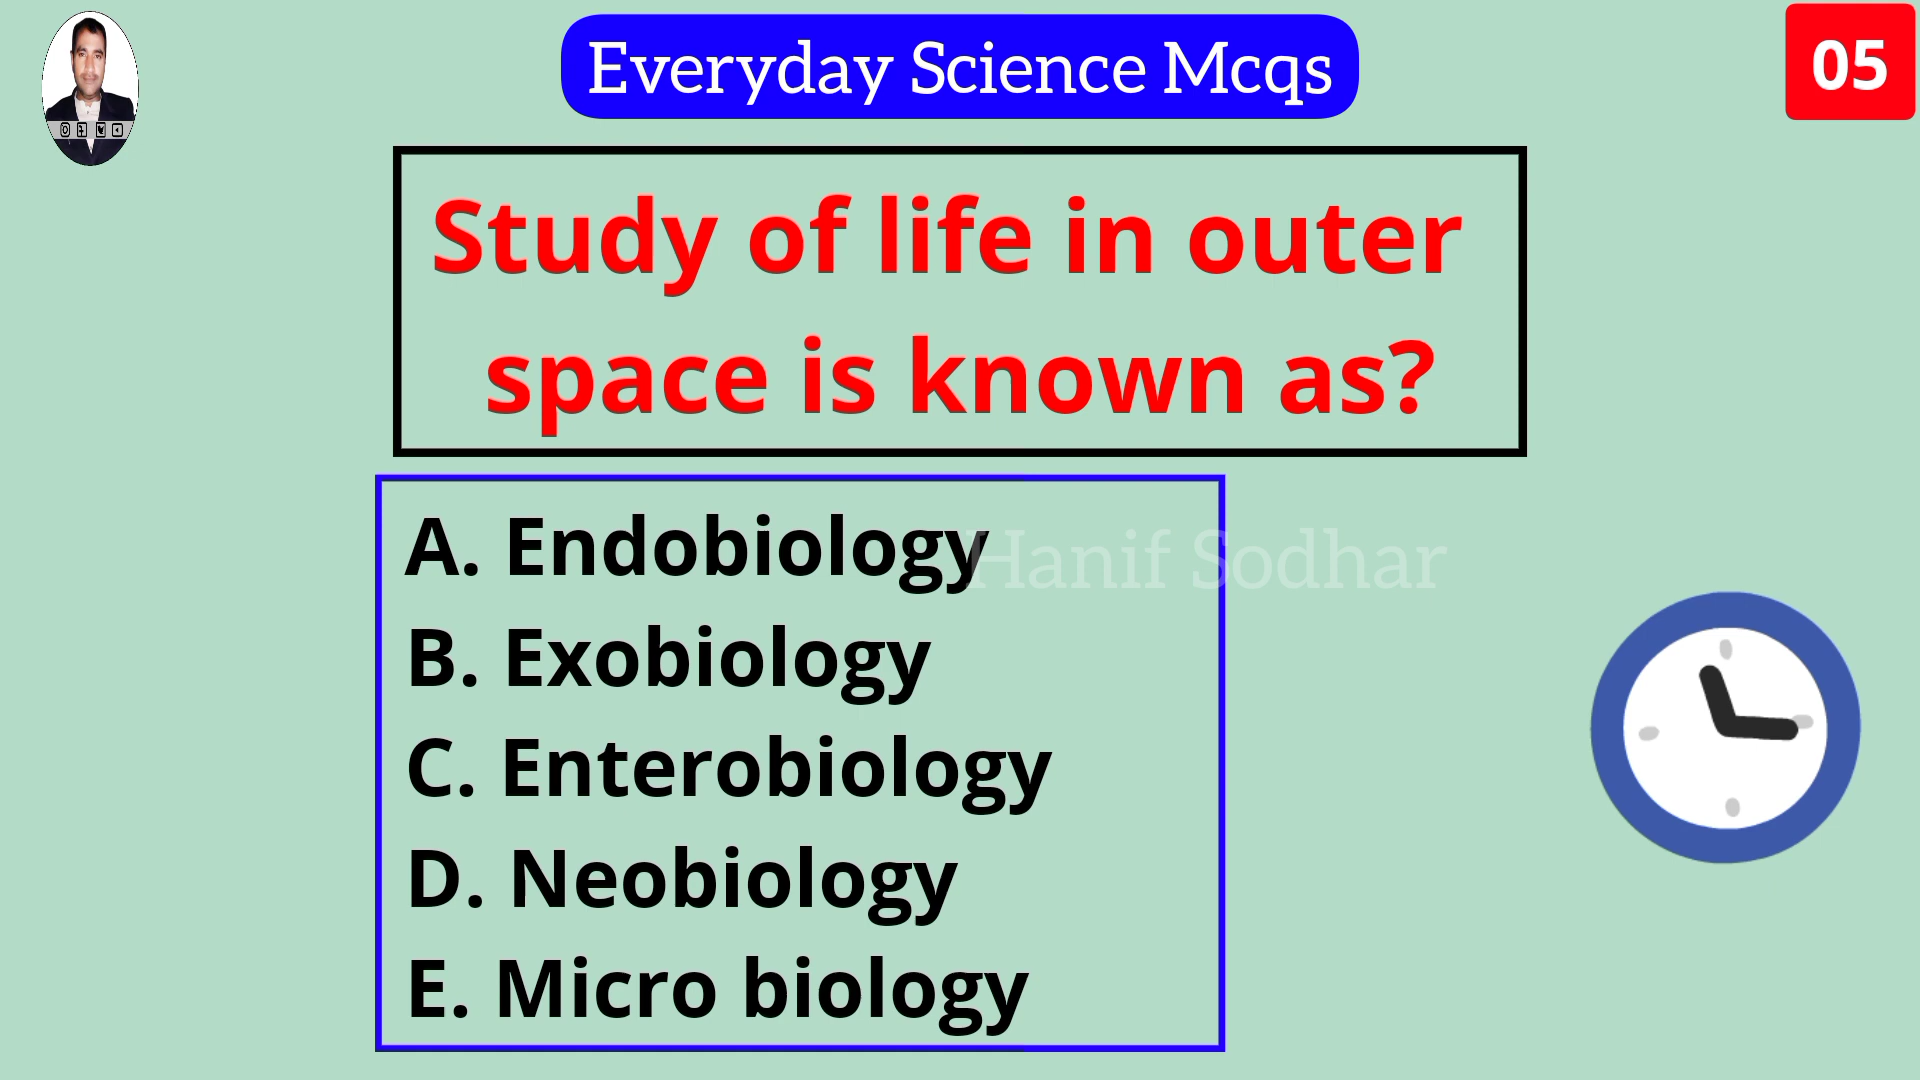 Everyday Science Mcqs
05
Study of life in outer
space is known as?
A. Endobiology
Hanif Sodhar
B. Exobiology
C. Enterobiology
D. Neobiology
E. Micro biology